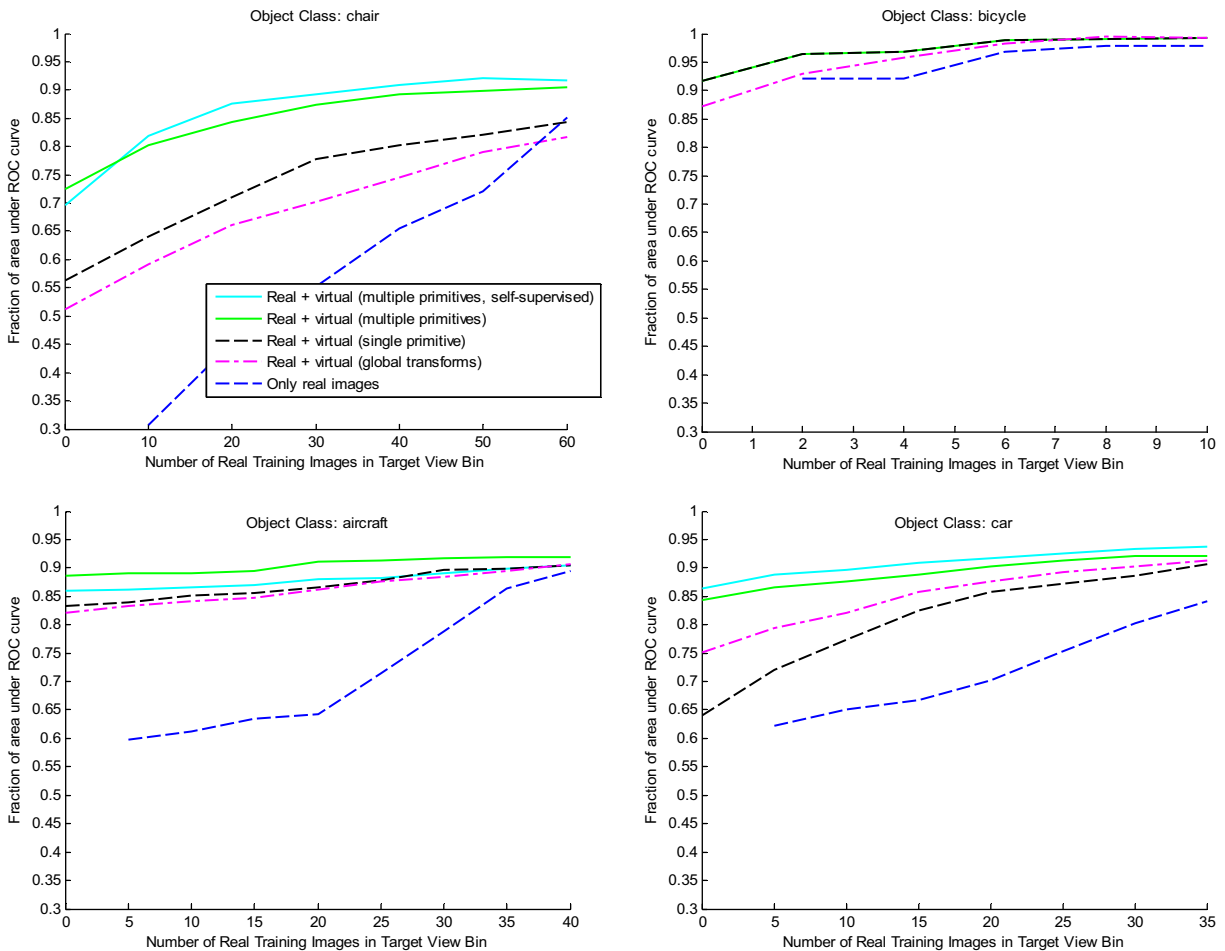 Object Class: chair
1
0.95
0.9
0.85
0.8
0.75
0.7
0.65
0.6
0.55
0.5
0.45
0.4
0.35
0.3
Fraction of area under ROC curve
Real + virtual (multiple primitives, self-supervised)
Real + virtual (multiple primitives)
Real + virtual (single primitive)
Real + virtual (global transforms)
Only real images
0 10 20 30 40 50 60
Number of Real Training Images in Target View Bin
Object Class: bicycle
1
0.95
0.9
0.85
0.8
0.75
0.7
0.65
0.6
0.55
0.5
0.45
0.4
0.35
0.3
Fraction of area under ROC curve
0 1 2 3 4 5 6 7 8 9 10
Number of Real Training Images in Target View Bin
Object Class: aircraft
1
0.95
0.9
0.85
0.8
0.75
0.7
0.65
0.6
0.55
0.5
0.45
0.4
0.35
0.3
Fraction of area under ROC curve
0 5 10 15 20 25 30 35 40
Number of Real Training Images in Target View Bin
Object Class: car
1
0.95
0.9
0.85
0.8
0.75
0.7
0.65
0.6
0.55
0.5
0.45
0.4
0.35
0.3
Fraction of area under ROC curve
0 5 10 15 20 25 30 35
Number of Real Training Images in Target View Bin